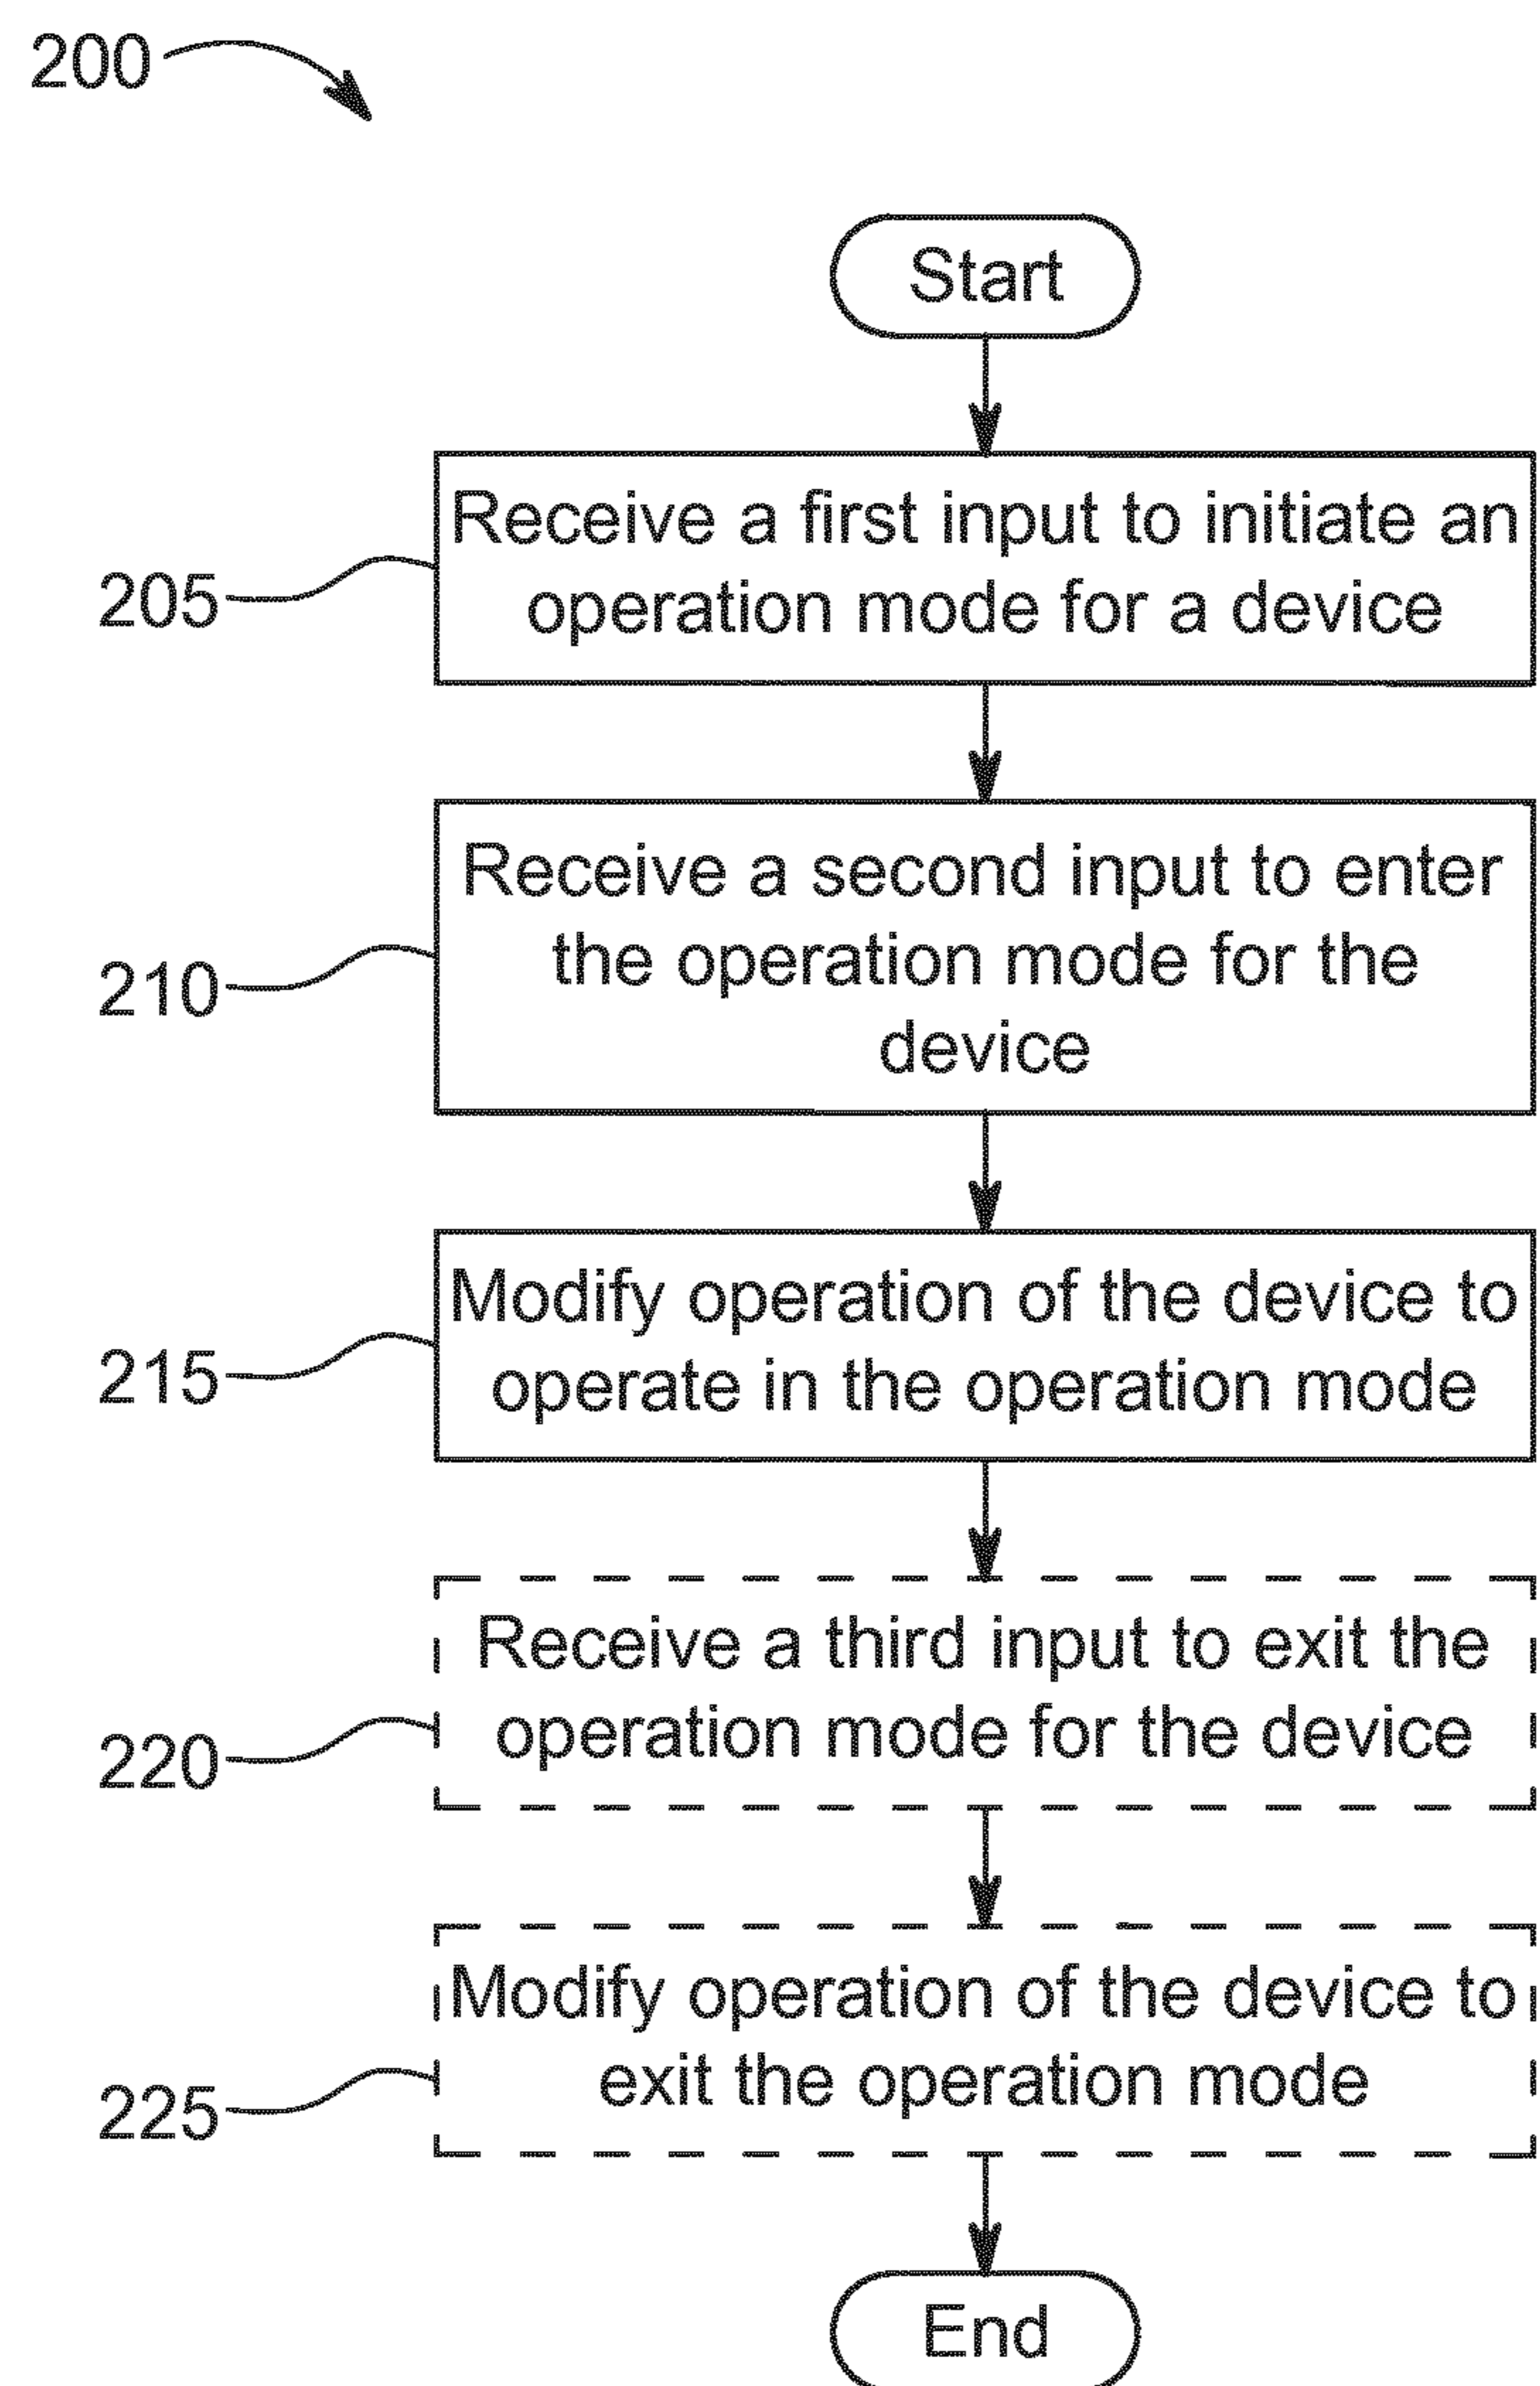 200
Start
Receive a first input to initiate an
operation mode for a device
205
Receive a second input to enter
the operation mode for the
device
210
Modify operation of the device to
operate in the operation mode
215
Receive a third input to exit the
operation mode for the device
220
Modify operation of the device to
exit the operation mode
225
End